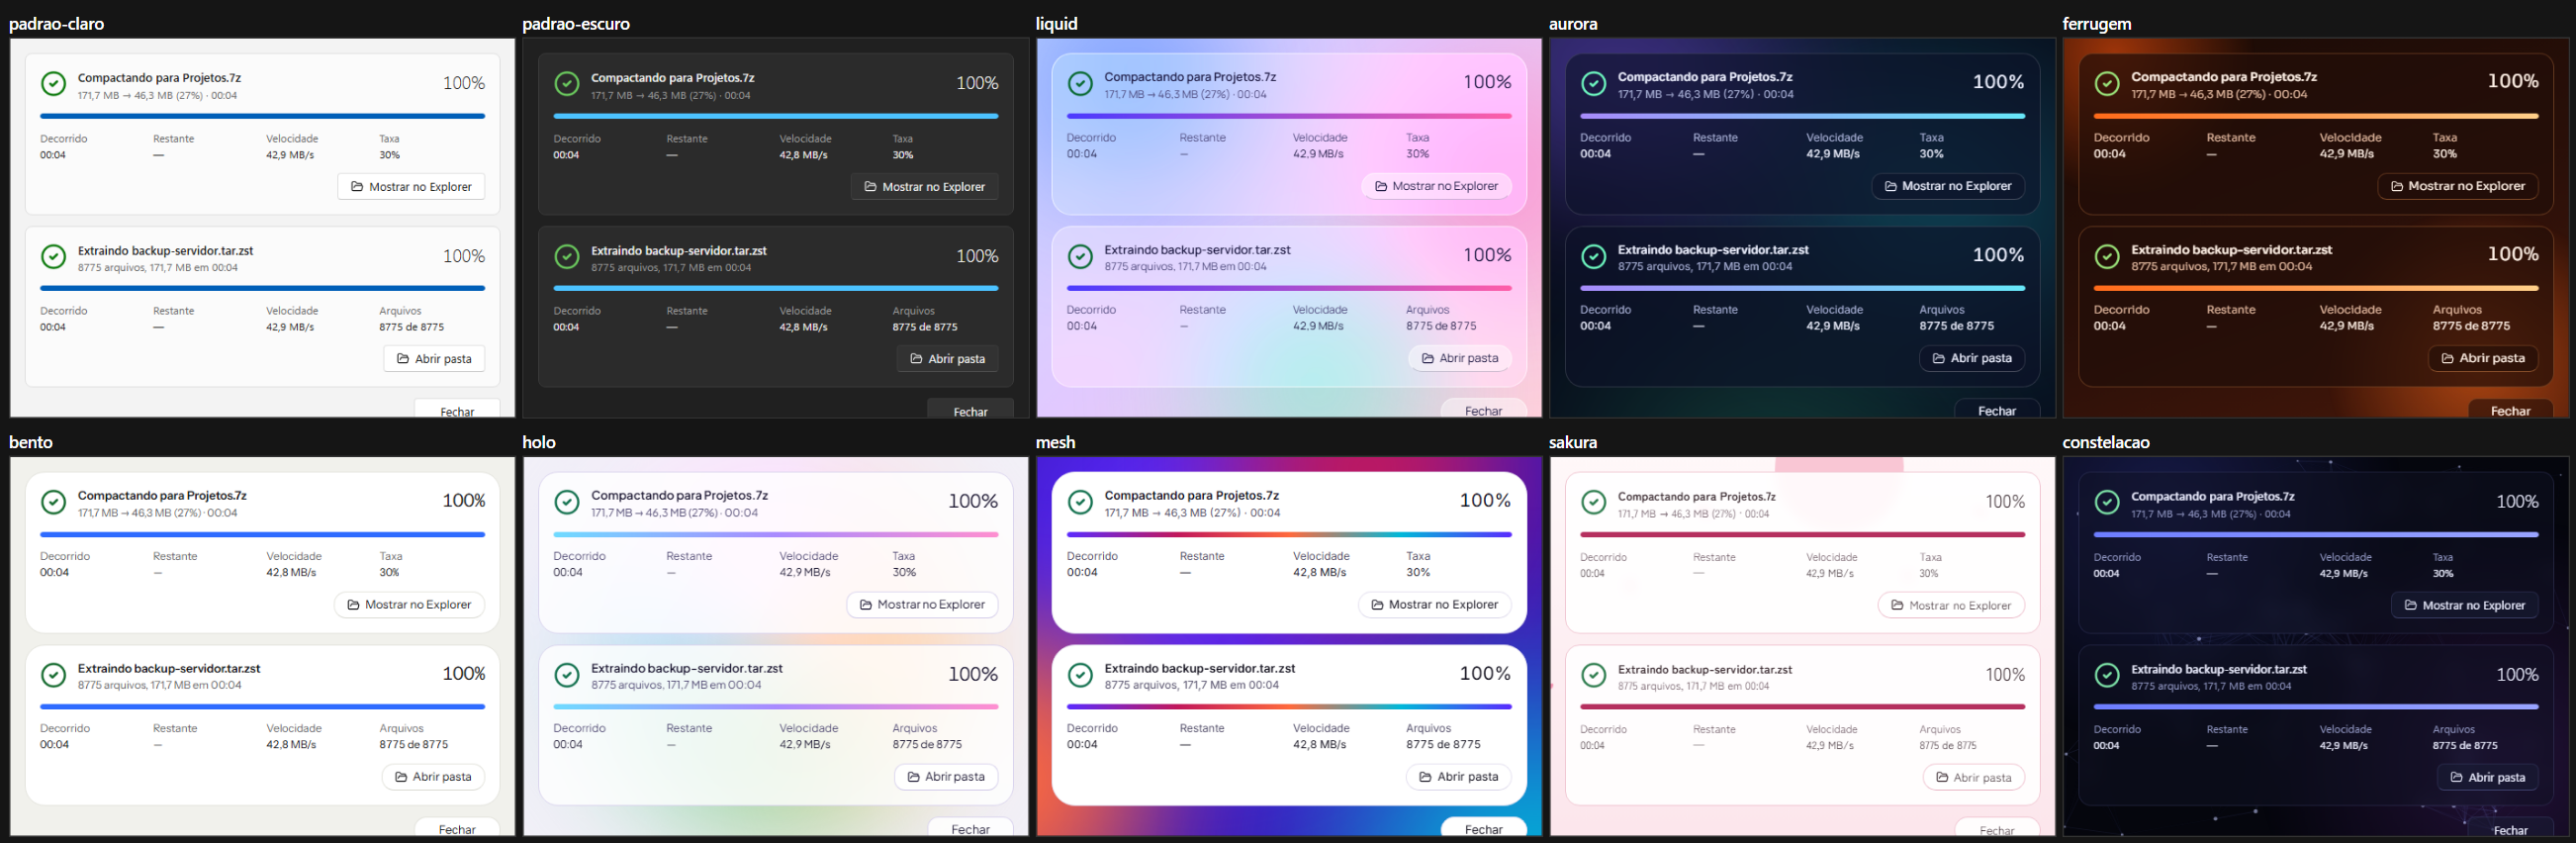 padrao-claro
Compactando para Projetos.7z
171,7 MB → 46,3 MB (27%) · 00:04
100%
Decorrido Restante Velocidade Taxa
00:04 — 42,9 MB/s 30%
Mostrar no Explorer
Extraindo backup-servidor.tar.zst
8775 arquivos, 171,7 MB em 00:04
100%
Decorrido Restante Velocidade Arquivos
00:04 — 42,9 MB/s 8775 de 8775
Abrir pasta
Fechar
padrao-escuro
Compactando para Projetos.7z
171,7 MB → 46,3 MB (27%) · 00:04
100%
Decorrido Restante Velocidade Taxa
00:04 — 42,8 MB/s 30%
Mostrar no Explorer
Extraindo backup-servidor.tar.zst
8775 arquivos, 171,7 MB em 00:04
100%
Decorrido Restante Velocidade Arquivos
00:04 — 42,8 MB/s 8775 de 8775
Abrir pasta
Fechar
liquid
Compactando para Projetos.7z
171,7 MB → 46,3 MB (27%) · 00:04
100%
Decorrido Restante Velocidade Taxa
00:04 — 42,9 MB/s 30%
Mostrar no Explorer
Extraindo backup-servidor.tar.zst
8775 arquivos, 171,7 MB em 00:04
100%
Decorrido Restante Velocidade Arquivos
00:04 — 42,9 MB/s 8775 de 8775
Abrir pasta
Fechar
aurora
Compactando para Projetos.7z
171,7 MB → 46,3 MB (27%) · 00:04
100%
Decorrido Restante Velocidade Taxa
00:04 — 42,9 MB/s 30%
Mostrar no Explorer
Extraindo backup-servidor.tar.zst
8775 arquivos, 171,7 MB em 00:04
100%
Decorrido Restante Velocidade Arquivos
00:04 — 42,9 MB/s 8775 de 8775
Abrir pasta
Fechar
ferrugem
Compactando para Projetos.7z
171,7 MB → 46,3 MB (27%) · 00:04
100%
Decorrido Restante Velocidade Taxa
00:04 — 42,9 MB/s 30%
Mostrar no Explorer
Extraindo backup-servidor.tar.zst
8775 arquivos, 171,7 MB em 00:04
100%
Decorrido Restante Velocidade Arquivos
00:04 — 42,9 MB/s 8775 de 8775
Abrir pasta
Fechar
bento
Compactando para Projetos.7z
171,7 MB → 46,3 MB (27%) · 00:04
100%
Decorrido Restante Velocidade Taxa
00:04 — 42,8 MB/s 30%
Mostrar no Explorer
Extraindo backup-servidor.tar.zst
8775 arquivos, 171,7 MB em 00:04
100%
Decorrido Restante Velocidade Arquivos
00:04 — 42,8 MB/s 8775 de 8775
Abrir pasta
Fechar
holo
Compactando para Projetos.7z
171,7 MB → 46,3 MB (27%) · 00:04
100%
Decorrido Restante Velocidade Taxa
00:04 — 42,9 MB/s 30%
Mostrar no Explorer
Extraindo backup-servidor.tar.zst
8775 arquivos, 171,7 MB em 00:04
100%
Decorrido Restante Velocidade Arquivos
00:04 — 42,9 MB/s 8775 de 8775
Abrir pasta
Fechar
mesh
Compactando para Projetos.7z
171,7 MB → 46,3 MB (27%) · 00:04
100%
Decorrido Restante Velocidade Taxa
00:04 — 42,8 MB/s 30%
Mostrar no Explorer
Extraindo backup-servidor.tar.zst
8775 arquivos, 171,7 MB em 00:04
100%
Decorrido Restante Velocidade Arquivos
00:04 — 42,8 MB/s 8775 de 8775
Abrir pasta
Fechar
sakura
Compactando para Projetos.7z
171,7 MB → 46,3 MB (27%) · 00:04
100%
Decorrido Restante Velocidade Taxa
00:04 — 42,9 MB/s 30%
Mostrar no Explorer
Extraindo backup-servidor.tar.zst
8775 arquivos, 171,7 MB em 00:04
100%
Decorrido Restante Velocidade Arquivos
00:04 — 42,9 MB/s 8775 de 8775
Abrir pasta
Fechar
constelacao
Compactando para Projetos.7z
171,7 MB → 46,3 MB (27%) · 00:04
100%
Decorrido Restante Velocidade Taxa
00:04 — 42,9 MB/s 30%
Mostrar no Explorer
Extraindo backup-servidor.tar.zst
8775 arquivos, 171,7 MB em 00:04
100%
Decorrido Restante Velocidade Arquivos
00:04 — 42,9 MB/s 8775 de 8775
Abrir pasta
Fechar